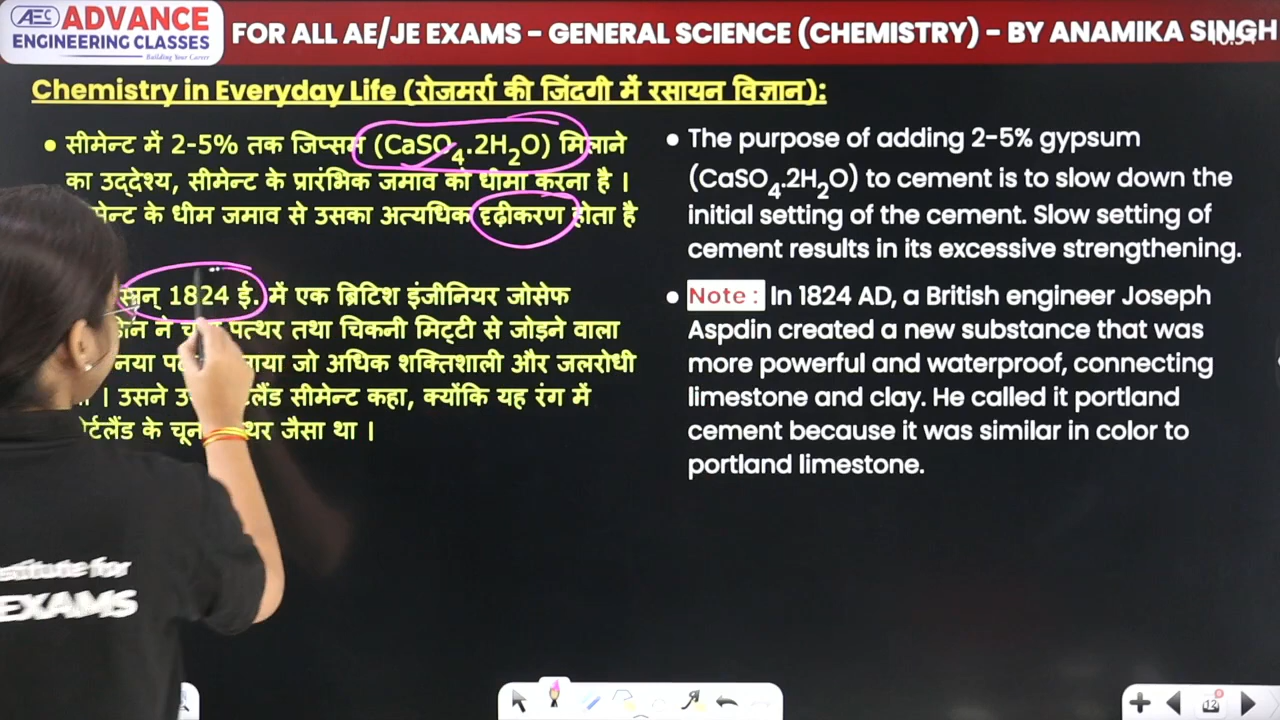 AEC ADVANCE
ENGINEERING CLASSES
Building Your Career
FOR ALL AE/JE EXAMS - GENERAL SCIENCE (CHEMISTRY) - BY ANAMIKA SINGH
Chemistry in Everyday Life (रोजमर्रा की जिंदगी में रसायन विज्ञान):
• सीमेन्ट में 2-5% तक जिप्सम (CaSO₄.2H₂O) मिलाने
का उद्देश्य, सीमेन्ट के प्रारंभिक जमाव को धीमा करना है ।
के धीम जमाव से उसका अत्यधिक दृढ़ीकरण होता है
सन् 1824 ई. में एक ब्रिटिश इंजीनियर जोसेफ
ने पत्थर तथा चिकनी मिट्टी से जोड़ने वाला
नया जो अधिक शक्तिशाली और जलरोधी
। उसने सीमेन्ट कहा, क्योंकि यह रंग में
के जैसा था ।
• The purpose of adding 2-5% gypsum
(CaSO₄.2H₂O) to cement is to slow down the
initial setting of the cement. Slow setting of
cement results in its excessive strengthening.
• Note : In 1824 AD, a British engineer Joseph
Aspdin created a new substance that was
more powerful and waterproof, connecting
limestone and clay. He called it portland
cement because it was similar in color to
portland limestone.
EXAMS
12